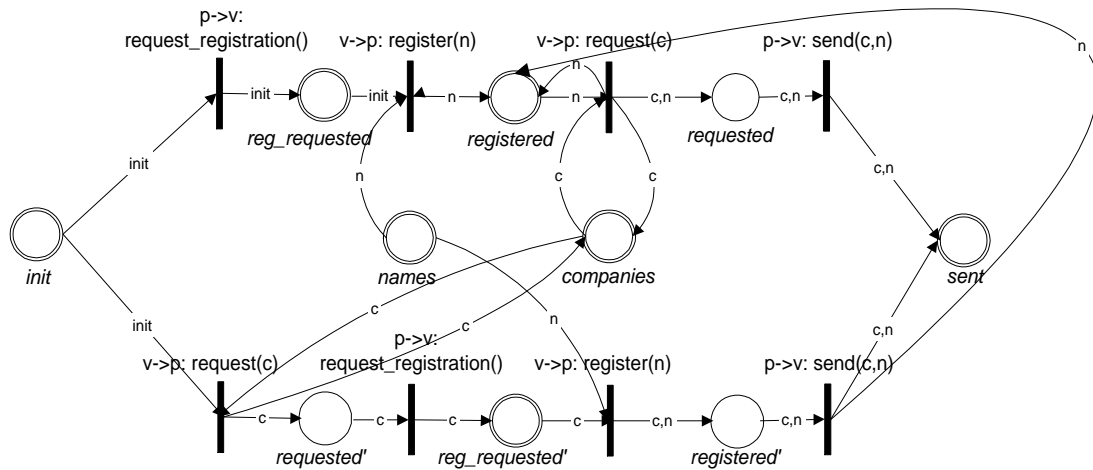 p->v:
request_registration()
v->p: register(n)
v->p: request(c)
p->v: send(c,n)
n
init
init
n
n
n
c,n
c,n
reg_requested
registered
requested
init
n
c
c
c,n
init
names
companies
sent
init
c
c
n
c,n
p->v:
v->p: request(c)
request_registration()
v->p: register(n)
p->v: send(c,n)
c
c
c
c
c,n
c,n
requested'
reg_requested'
registered'